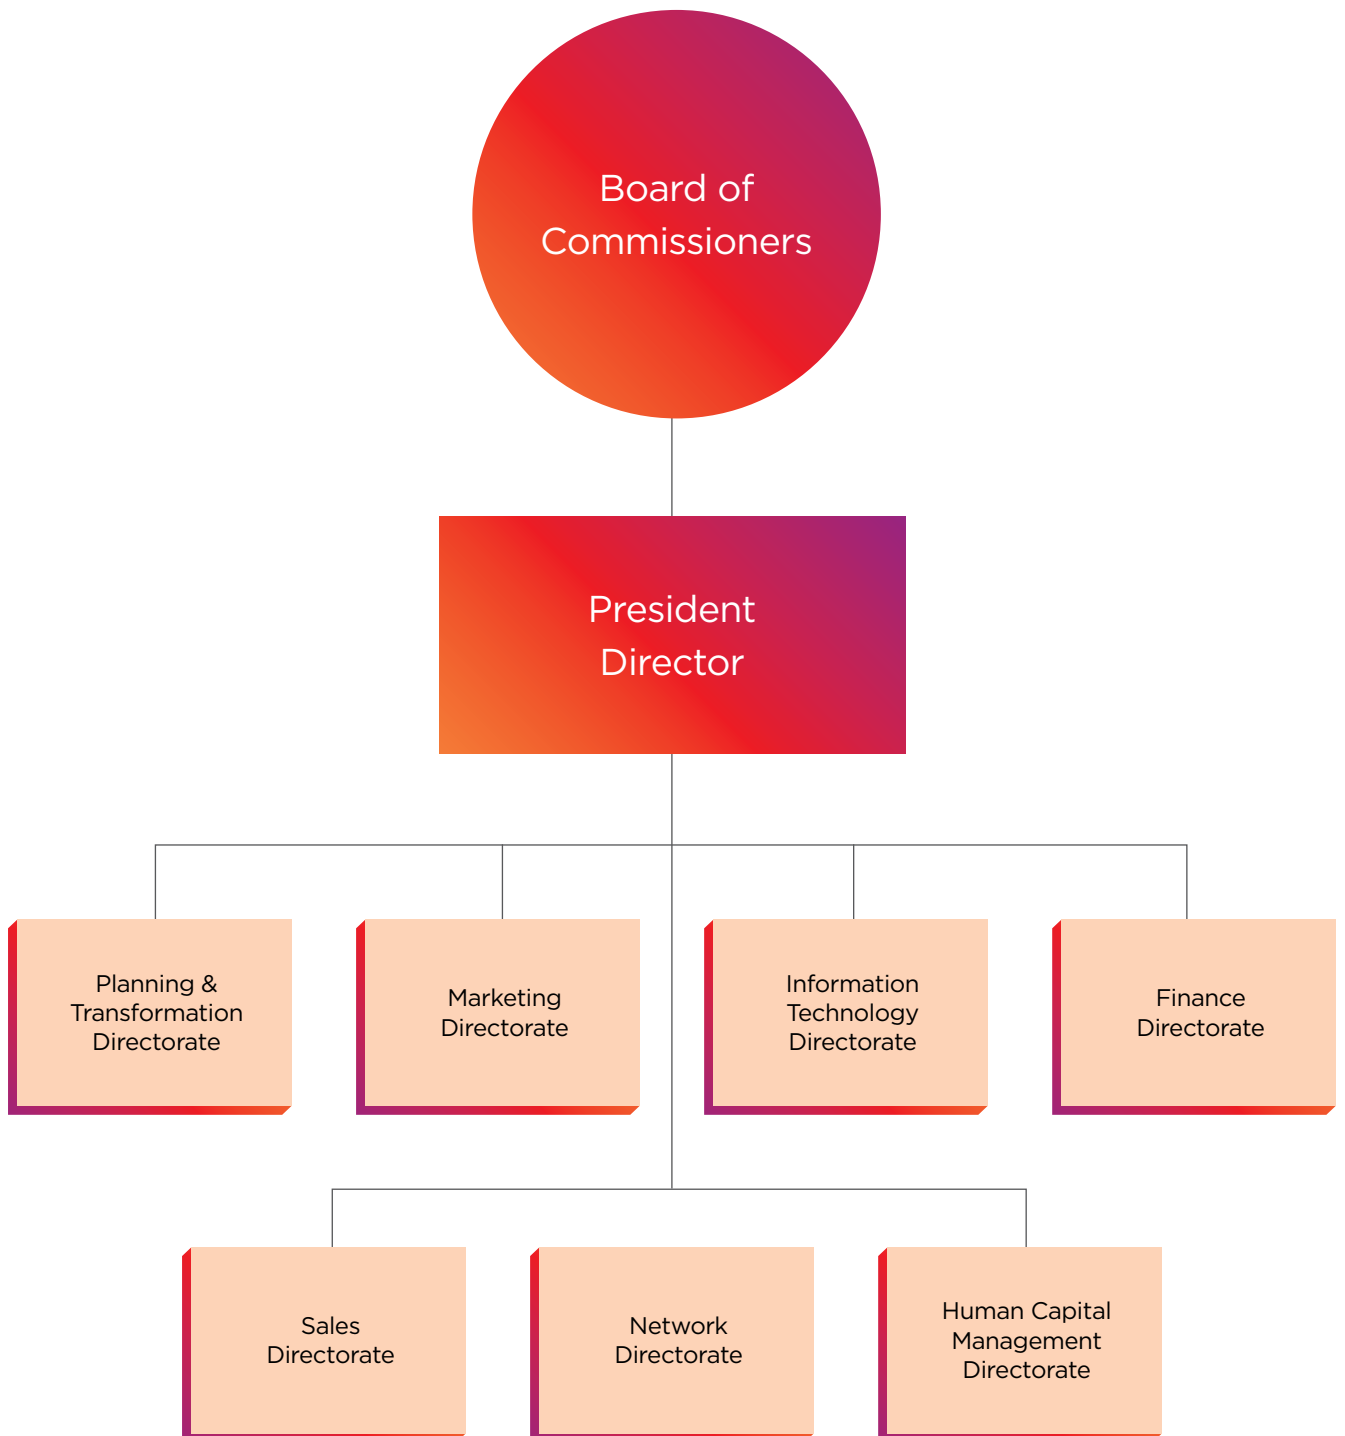 Board of
Commissioners
President
Director
Planning &
Transformation
Directorate
Marketing
Directorate
Information
Technology
Directorate
Finance
Directorate
Sales
Directorate
Network
Directorate
Human Capital
Management
Directorate